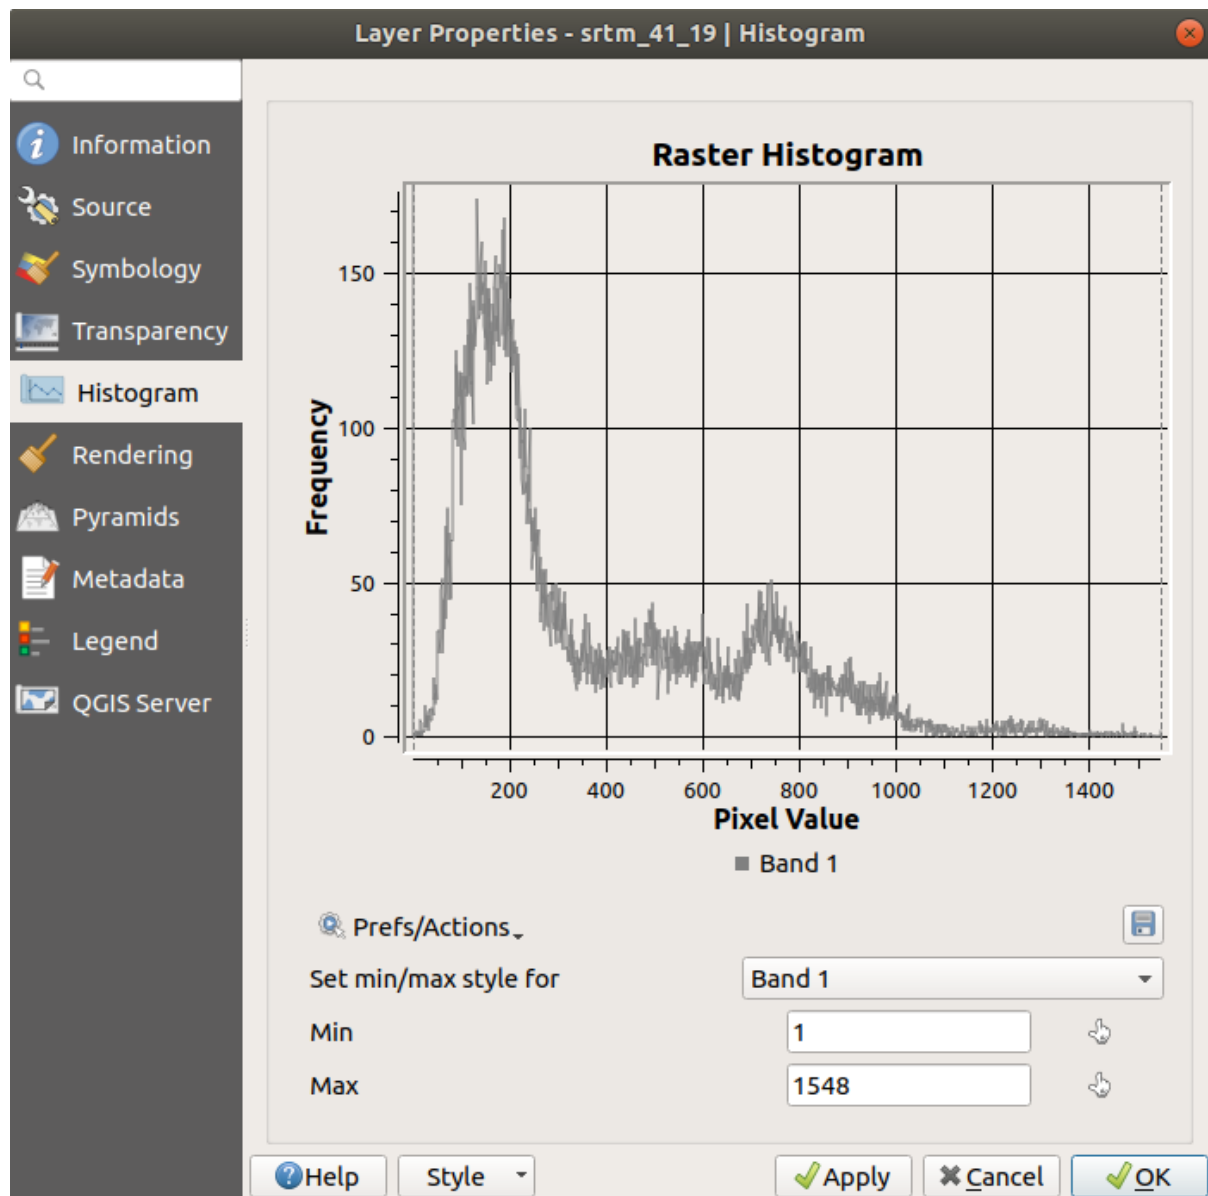 Layer Properties - srtm_41_19 | Histogram
Information
Source
Symbology
Transparency
Histogram
Rendering
Pyramids
Metadata
Legend
QGIS Server
Raster Histogram
Frequency
150
100
50
0
200 400 600 800 1000 1200 1400
Pixel Value
Band 1
Prefs/Actions
Set min/max style for Band 1
Min 1
Max 1548
Help Style Apply Cancel OK